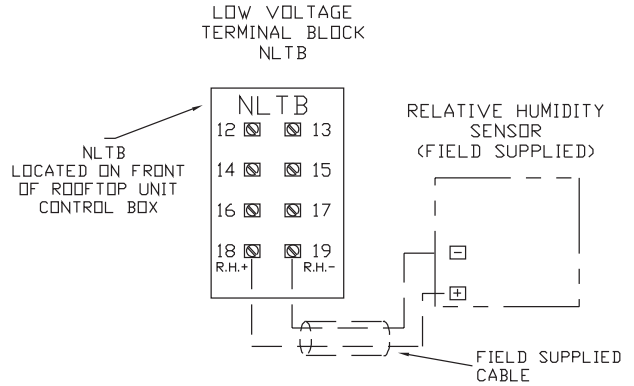 LOW VOLTAGE
TERMINAL BLOCK
NLTB
NLTB
12 13
14 15
16 17
18 19
R.H.+ R.H.-
NLTB
LOCATED ON FRONT
OF ROOFTOP UNIT
CONTROL BOX
RELATIVE HUMIDITY
SENSOR
(FIELD SUPPLIED)
-
+
FIELD SUPPLIED
CABLE